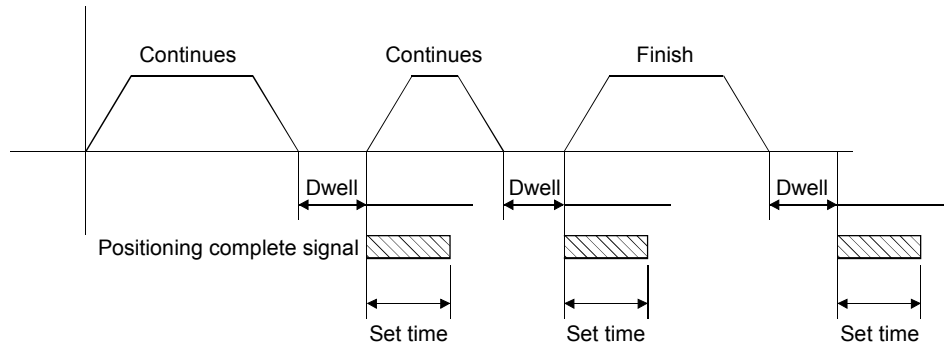 Continues Continues Finish
Dwell Dwell Dwell
Positioning complete signal
Set time Set time Set time